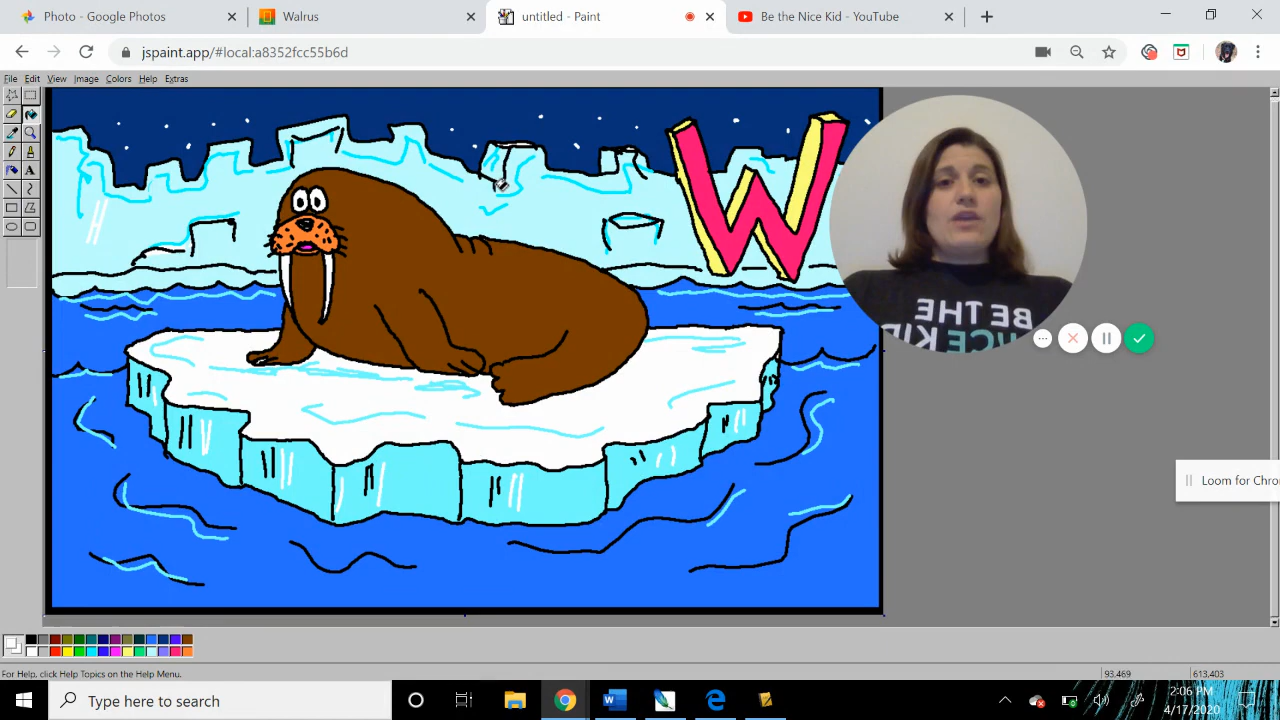 Photo - Google Photos
Walrus
untitled - Paint
Be the Nice Kid - YouTube
jspaint.app/#local:a8352fcc55b6d
File Edit View Image Colors Help Extras
W
BE THE
NICE KID
Loom for Chro
For Help, click Help Topics on the Help Menu.
93,469
613,403
Type here to search
2:06 PM
4/17/2020